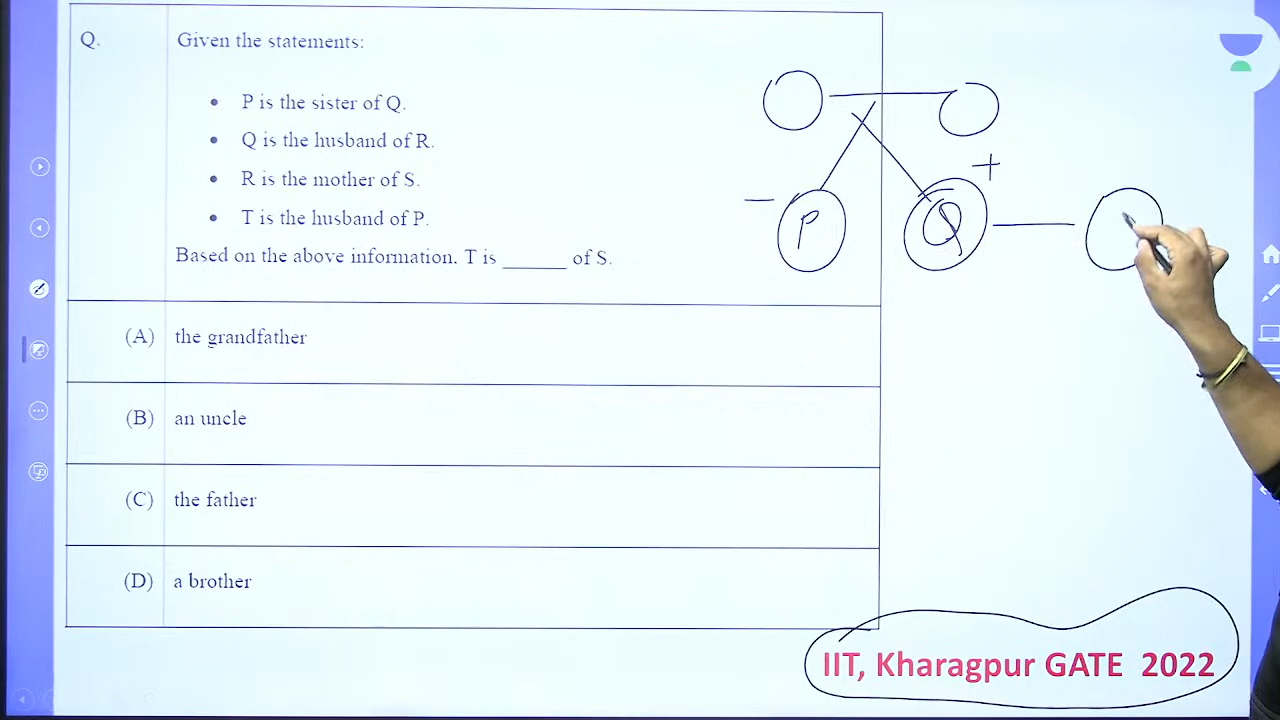 Q. Given the statements:
• P is the sister of Q.
• Q is the husband of R.
• R is the mother of S.
• T is the husband of P.
Based on the above information, T is ______ of S.
(A) the grandfather
(B) an uncle
(C) the father
(D) a brother
+
−
P
Q
IIT, Kharagpur GATE 2022